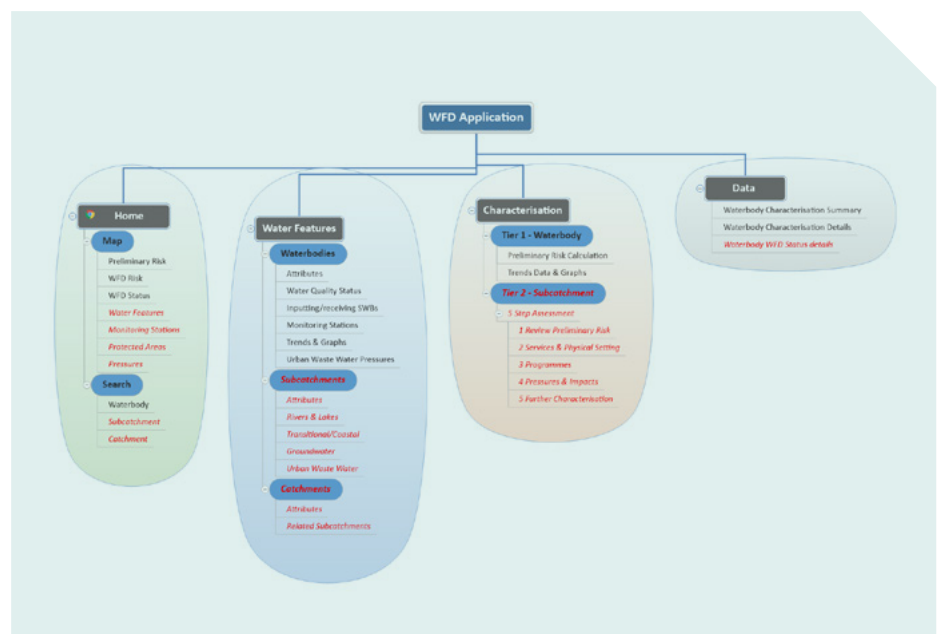 WFD Application
Home
Map
Preliminary Risk
WFD Risk
WFD Status
Water Features
Monitoring Stations
Protected Areas
Pressures
Search
Waterbody
Subcatchment
Catchment
Water Features
Waterbodies
Attributes
Water Quality Status
Inputting/receiving SWBs
Monitoring Stations
Trends & Graphs
Urban Waste Water Pressures
Subcatchments
Attributes
Rivers & Lakes
Transitional/Coastal
Groundwater
Urban Waste Water
Catchments
Attributes
Related Subcatchments
Characterisation
Tier 1 - Waterbody
Preliminary Risk Calculation
Trends Data & Graphs
Tier 2 - Subcatchment
5 Step Assessment
1 Review Preliminary Risk
2 Services & Physical Setting
3 Programmes
4 Pressures & Impacts
5 Further Characterisation
Data
Waterbody Characterisation Summary
Waterbody Characterisation Details
Waterbody WFD Status details